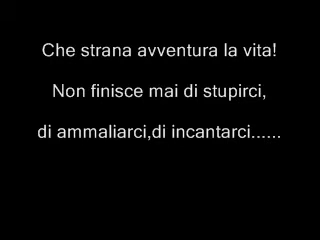 Che strana avventura la vita!
Non finisce mai di stupirci,
di ammaliarci,di incantarci......